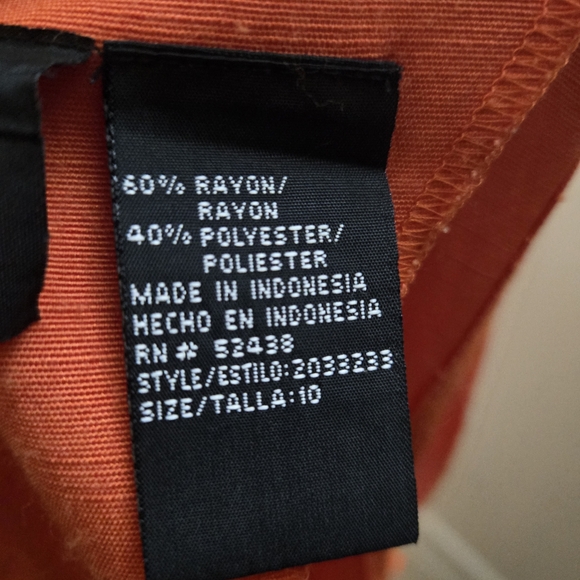 60% RAYON/
RAYON
40% POLYESTER/
POLIESTER
MADE IN INDONESIA
HECHO EN INDONESIA
RN # 52438
STYLE/ESTILO:2033233
SIZE/TALLA:10